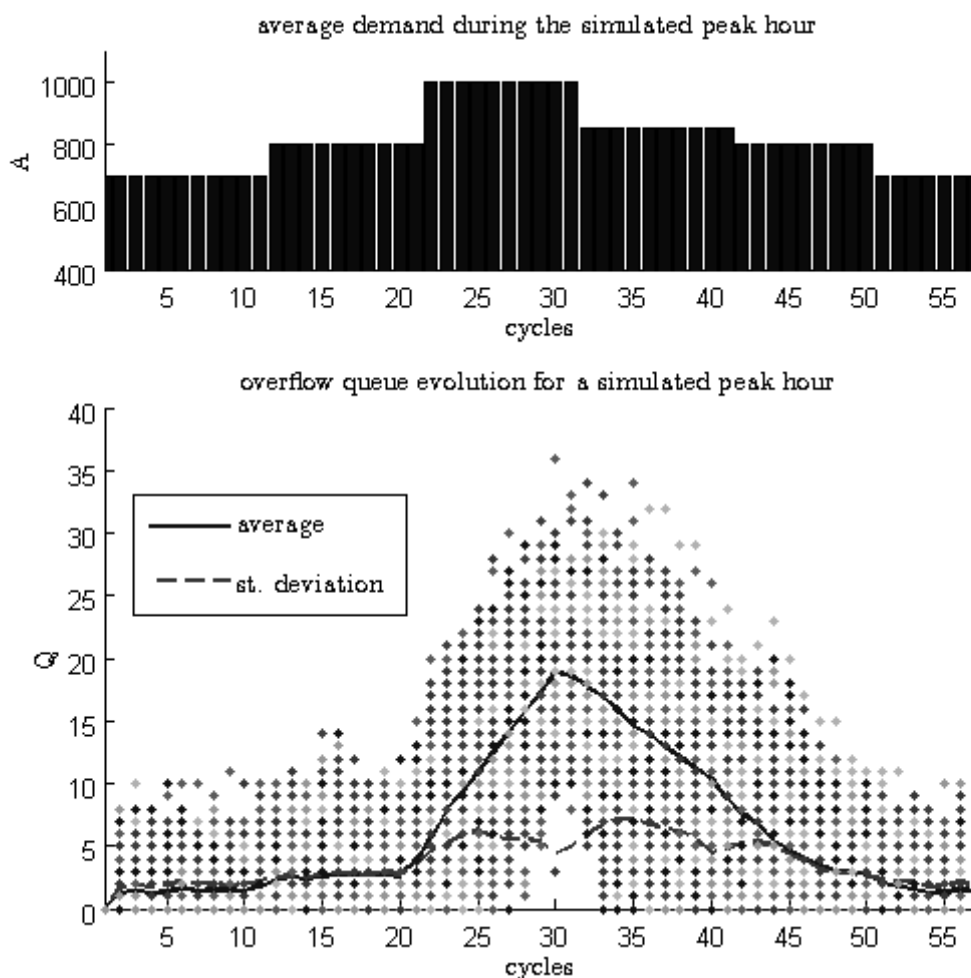 average demand during the simulated peak hour
1000
800
600
400
A
5 10 15 20 25 30 35 40 45 50 55
cycles
overflow queue evolution for a simulated peak hour
40
35
30
25
20
15
10
5
0
Q
average
st. deviation
5 10 15 20 25 30 35 40 45 50 55
cycles